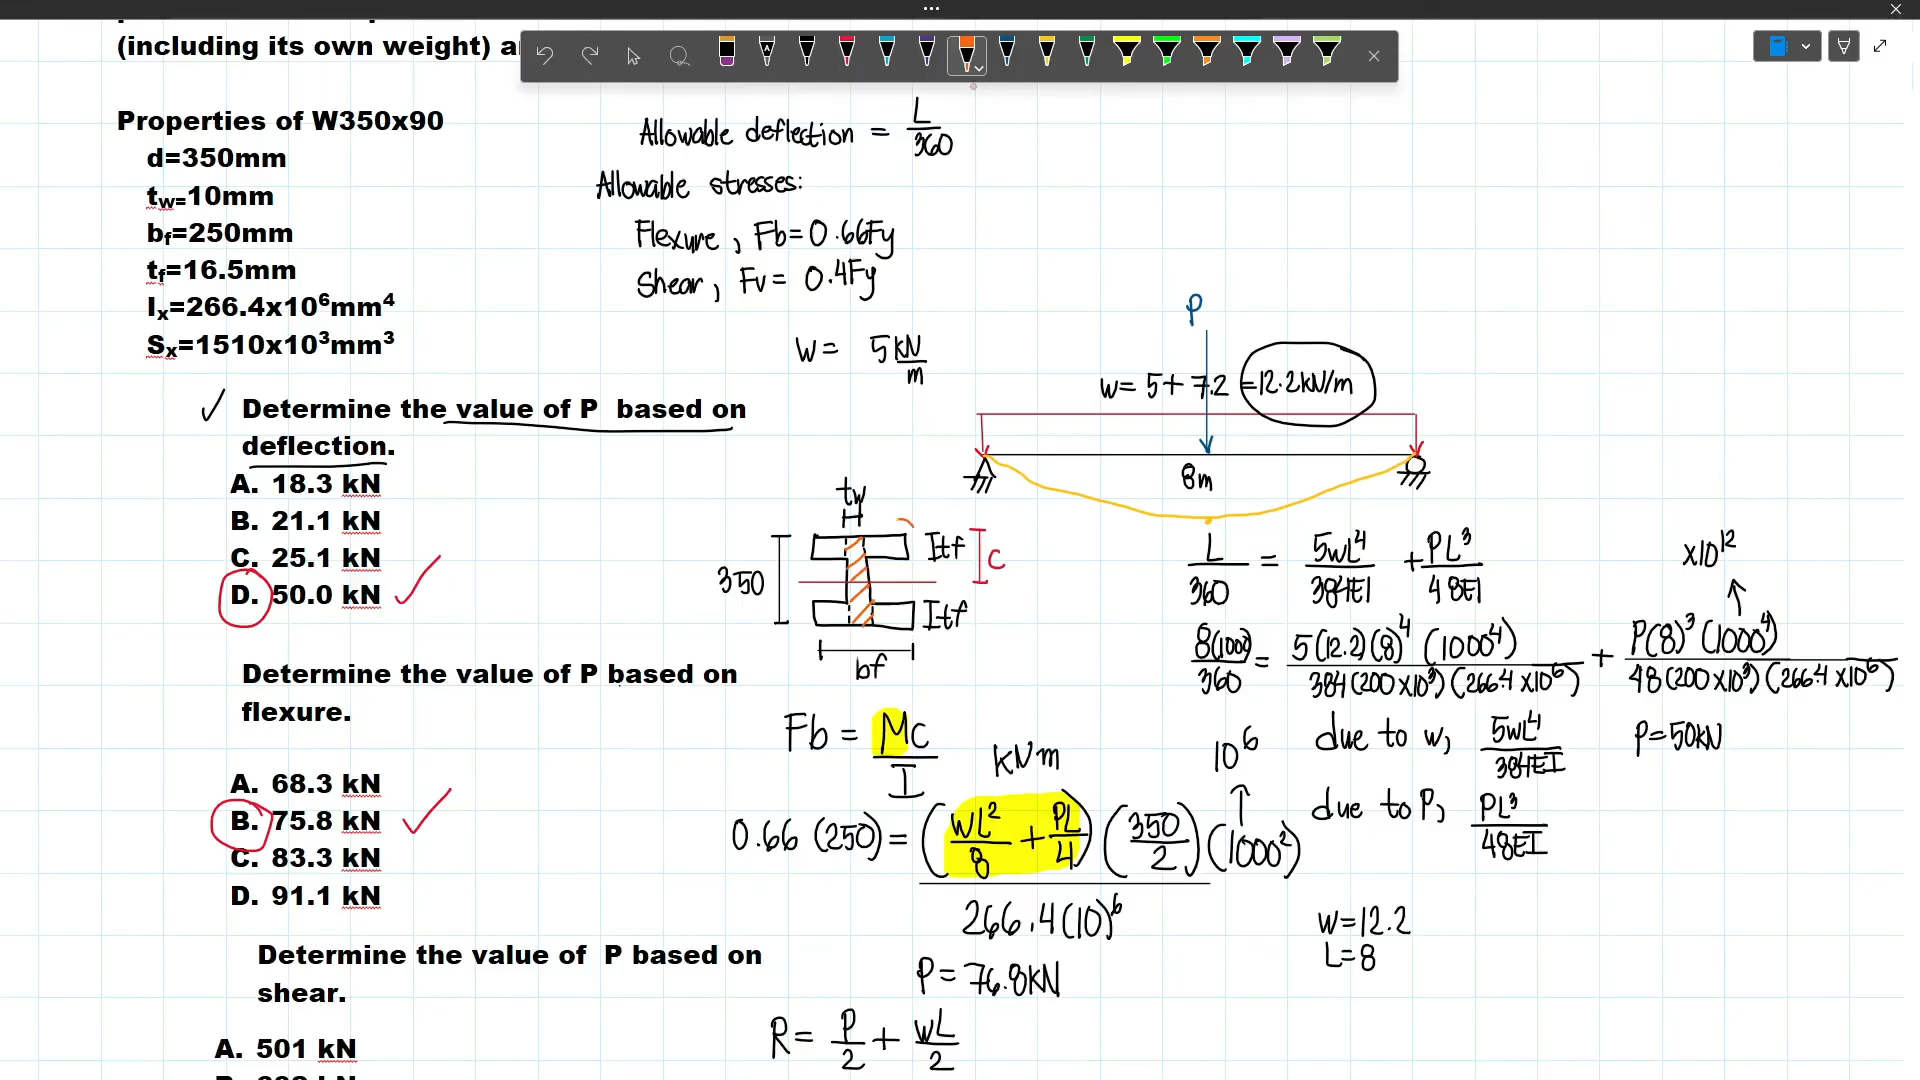 (including its own weight) a
Properties of W350x90
d=350mm
tw=10mm
bf=250mm
tf=16.5mm
Ix=266.4x10⁶mm⁴
Sx=1510x10³mm³
Allowable deflection = L/360
Allowable stresses:
Flexure, Fb=0.66Fy
Shear, Fv= 0.4Fy
W= 5 kN/m
P
w= 5+7.2 =12.2kN/m
8m
✓ Determine the value of P based on
deflection.
A. 18.3 kN
B. 21.1 kN
C. 25.1 kN
D. 50.0 kN
tw
350
Itf
Itf
I c
bf
L/360 = 5wL⁴/384EI + PL³/48EI
x10¹²
8(1000)/360 = 5(12.2)(8)⁴(1000⁴)/384(200x10³)(266.4x10⁶) + P(8)³(1000⁴)/48(200x10³)(266.4x10⁶)
due to w, 5wL⁴/384EI
P=50kN
due to P, PL³/48EI
Determine the value of P based on
flexure.
A. 68.3 kN
B. 75.8 kN
C. 83.3 kN
D. 91.1 kN
Fb = Mc/I
kNm
10⁶
0.66 (250) = (WL²/8 + PL/4)(350/2)(1000²)
266.4(10)⁶
W=12.2
L=8
P= 76.8kN
Determine the value of P based on
shear.
R= P/2 + WL/2
A. 501 kN